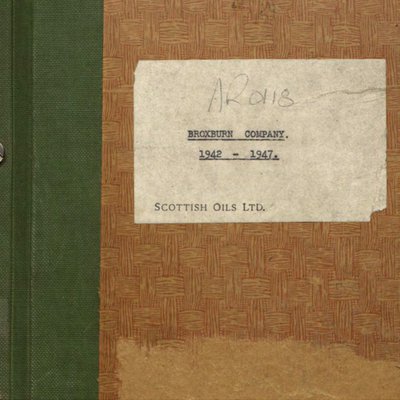 AR0118
BROXBURN COMPANY.
1942 - 1947.
SCOTTISH OILS LTD.